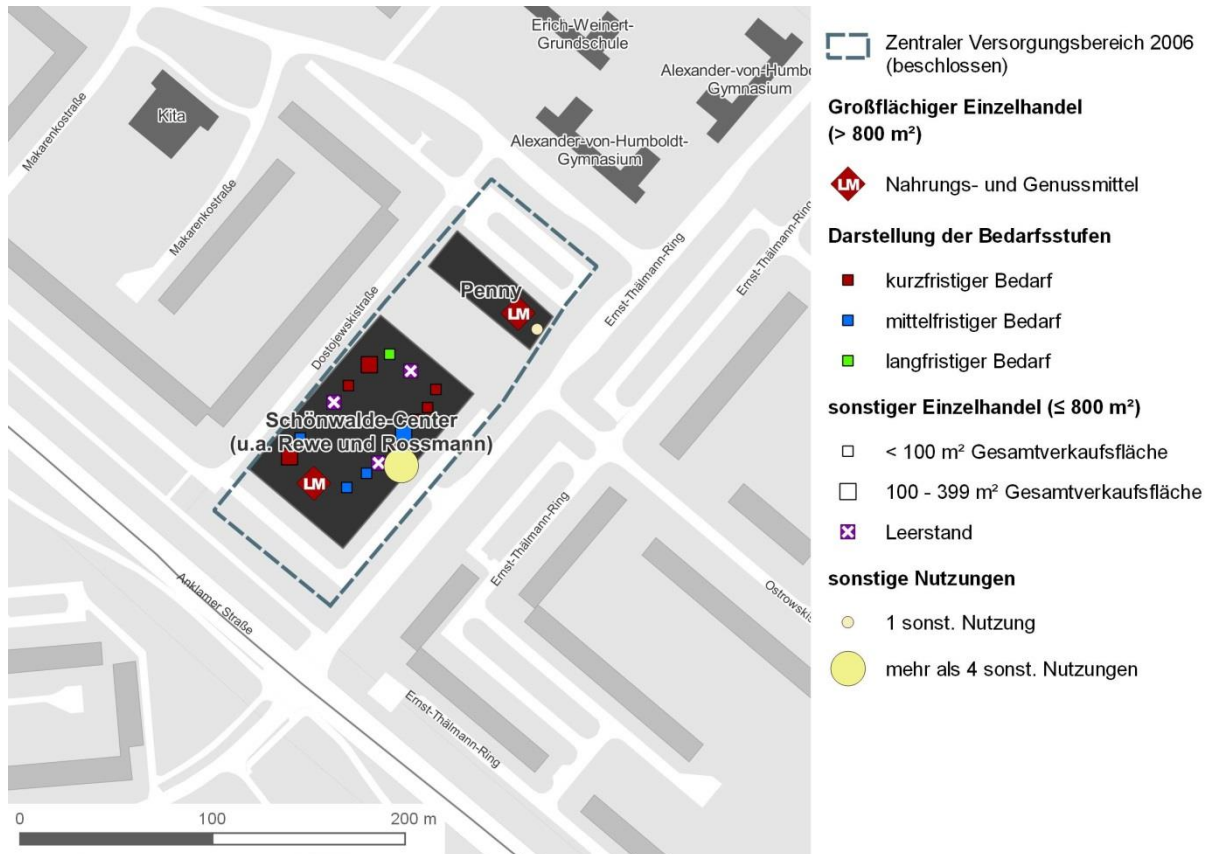 Erich-Weinert-
Grundschule
Alexander-von-Humbo
Gymnasium
Kita
Alexander-von-Humboldt-
Gymnasium
Makarenkostraße
Makarenkostraße
Dostojewskistraße
Ernst-Thälmann-Ring
Ernst-Thälmann-Ring
Penny
LM
Schönwalde-Center
(u.a. Rewe und Rossmann)
LM
Anklamer Straße
Ernst-Thälmann-Ring
Ostrowskis
Ernst-Thälmann-Ring
0 100 200 m
Zentraler Versorgungsbereich 2006
(beschlossen)
Großflächiger Einzelhandel
(> 800 m²)
LM Nahrungs- und Genussmittel
Darstellung der Bedarfsstufen
kurzfristiger Bedarf
mittelfristiger Bedarf
langfristiger Bedarf
sonstiger Einzelhandel (≤ 800 m²)
< 100 m² Gesamtverkaufsfläche
100 - 399 m² Gesamtverkaufsfläche
Leerstand
sonstige Nutzungen
1 sonst. Nutzung
mehr als 4 sonst. Nutzungen